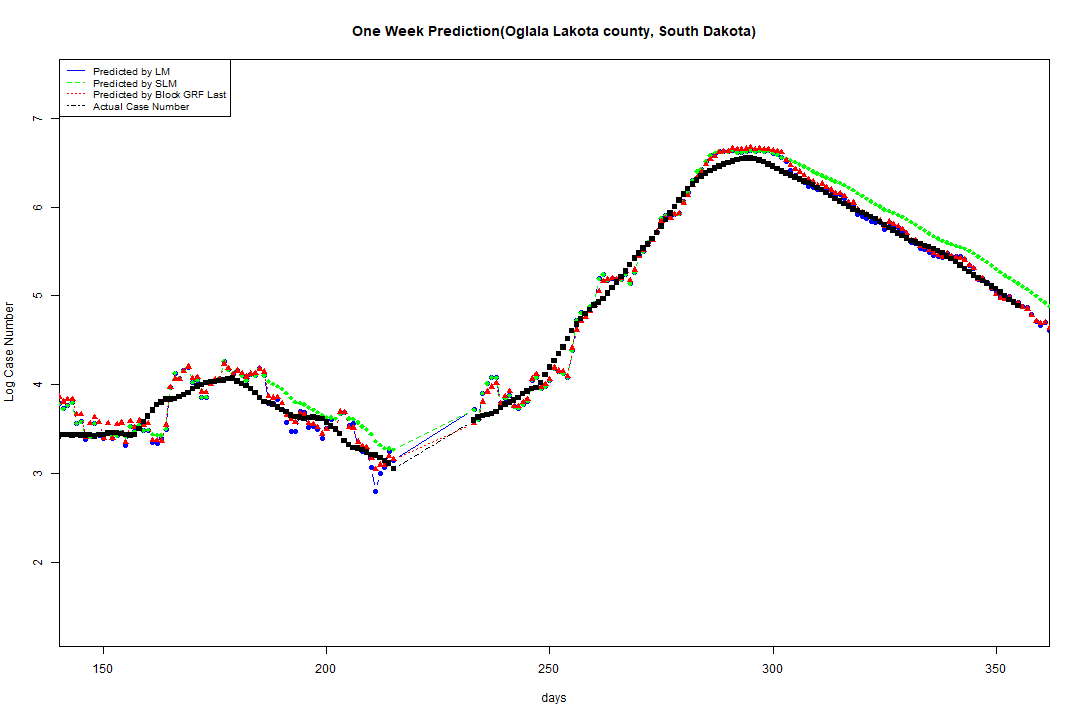 One Week Prediction(Oglala Lakota county, South Dakota)
Predicted by LM
Predicted by SLM
Predicted by Block GRF Last
Actual Case Number
Log Case Number
7
6
5
4
3
2
150 200 250 300 350
days